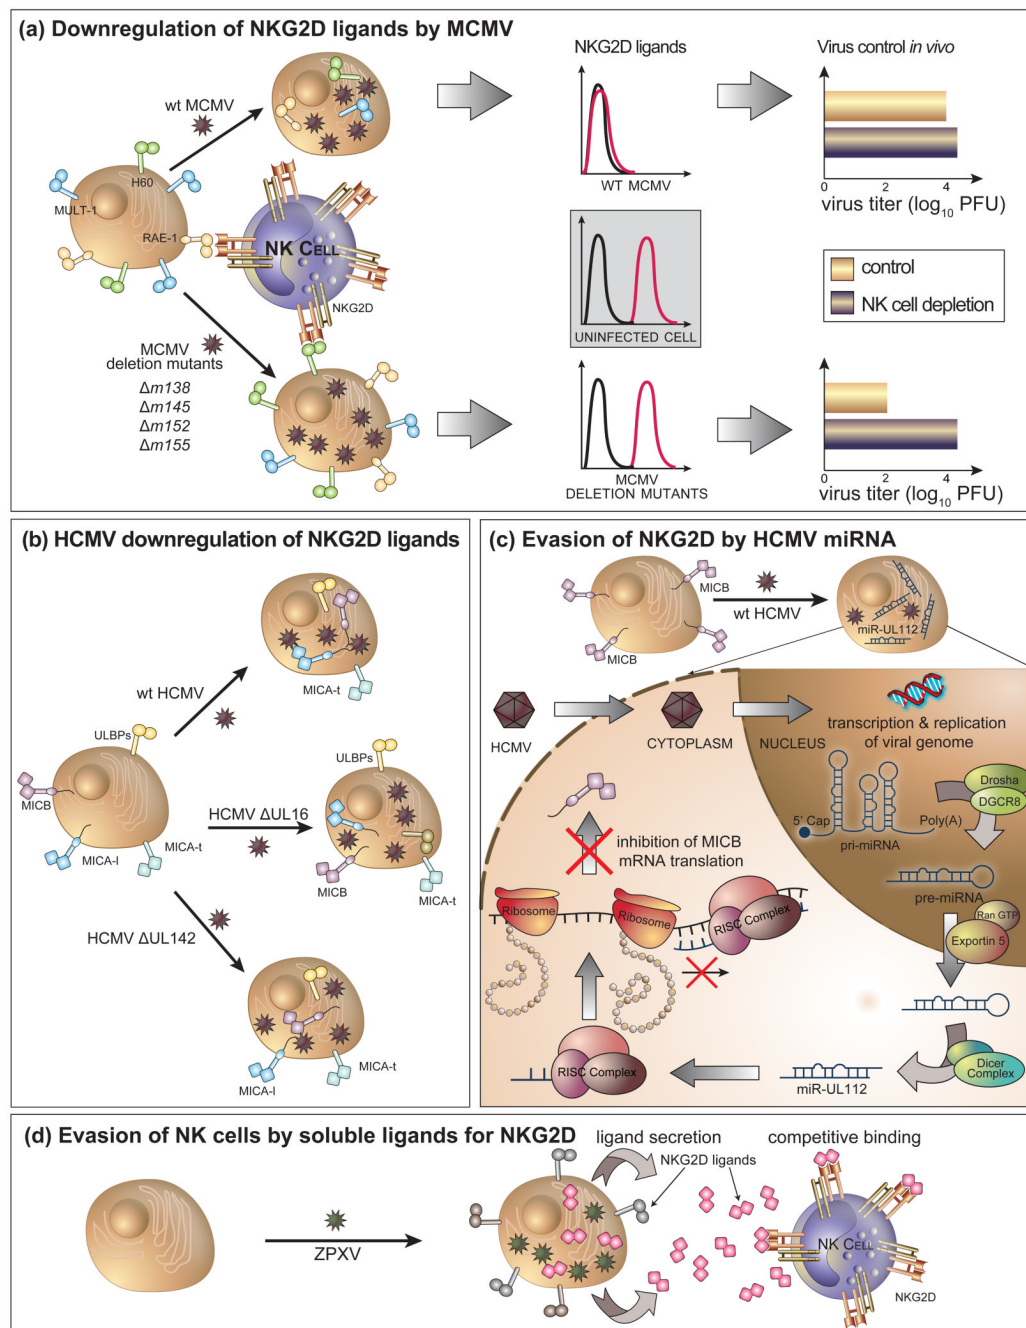 (a) Downregulation of NKG2D ligands by MCMV
NKG2D ligands
Virus control in vivo
wt MCMV
H60
MULT-1
RAE-1
NK CELL
NKG2D
WT MCMV
0
4
virus titer (log10 PFU)
UNINFECTED CELL
control
NK cell depletion
MCMV
deletion mutants
Δm138
Δm145
Δm152
Δm155
MCMV
DELETION MUTANTS
0
2
4
virus titer (log10 PFU)
(b) HCMV downregulation of NKG2D ligands
wt HCMV
MICA-t
ULBPs
MICB
MICA-l
MICA-t
HCMV ΔUL16
ULBPs
MICB
MICA-t
HCMV ΔUL142
MICA-l
MICA-t
(c) Evasion of NKG2D by HCMV miRNA
MICB
MICB
wt HCMV
miR-UL112
HCMV
CYTOPLASM
NUCLEUS
transcription & replication
of viral genome
Drosha
DGCR8
5' Cap
Poly(A)
pri-miRNA
pre-miRNA
Ran GTP
Exportin 5
inhibition of MICB
mRNA translation
Ribosome
Ribosome
RISC Complex
RISC Complex
miR-UL112
Dicer
Complex
(d) Evasion of NK cells by soluble ligands for NKG2D
ligand secretion
competitive binding
NKG2D ligands
ZPXV
NK CELL
NKG2D